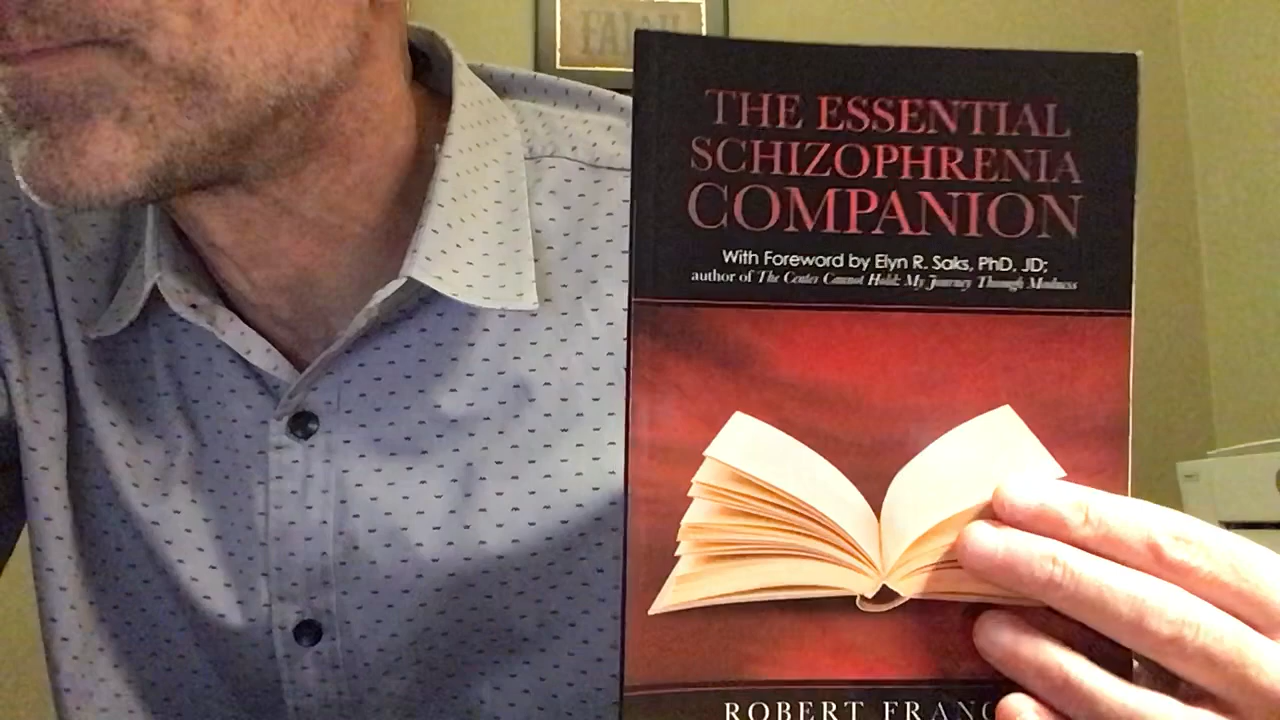 THE ESSENTIAL
SCHIZOPHRENIA
COMPANION
With Foreword by Elyn R. Saks, PhD, JD;
author of The Center Cannot Hold: My Journey Through Madness
ROBERT